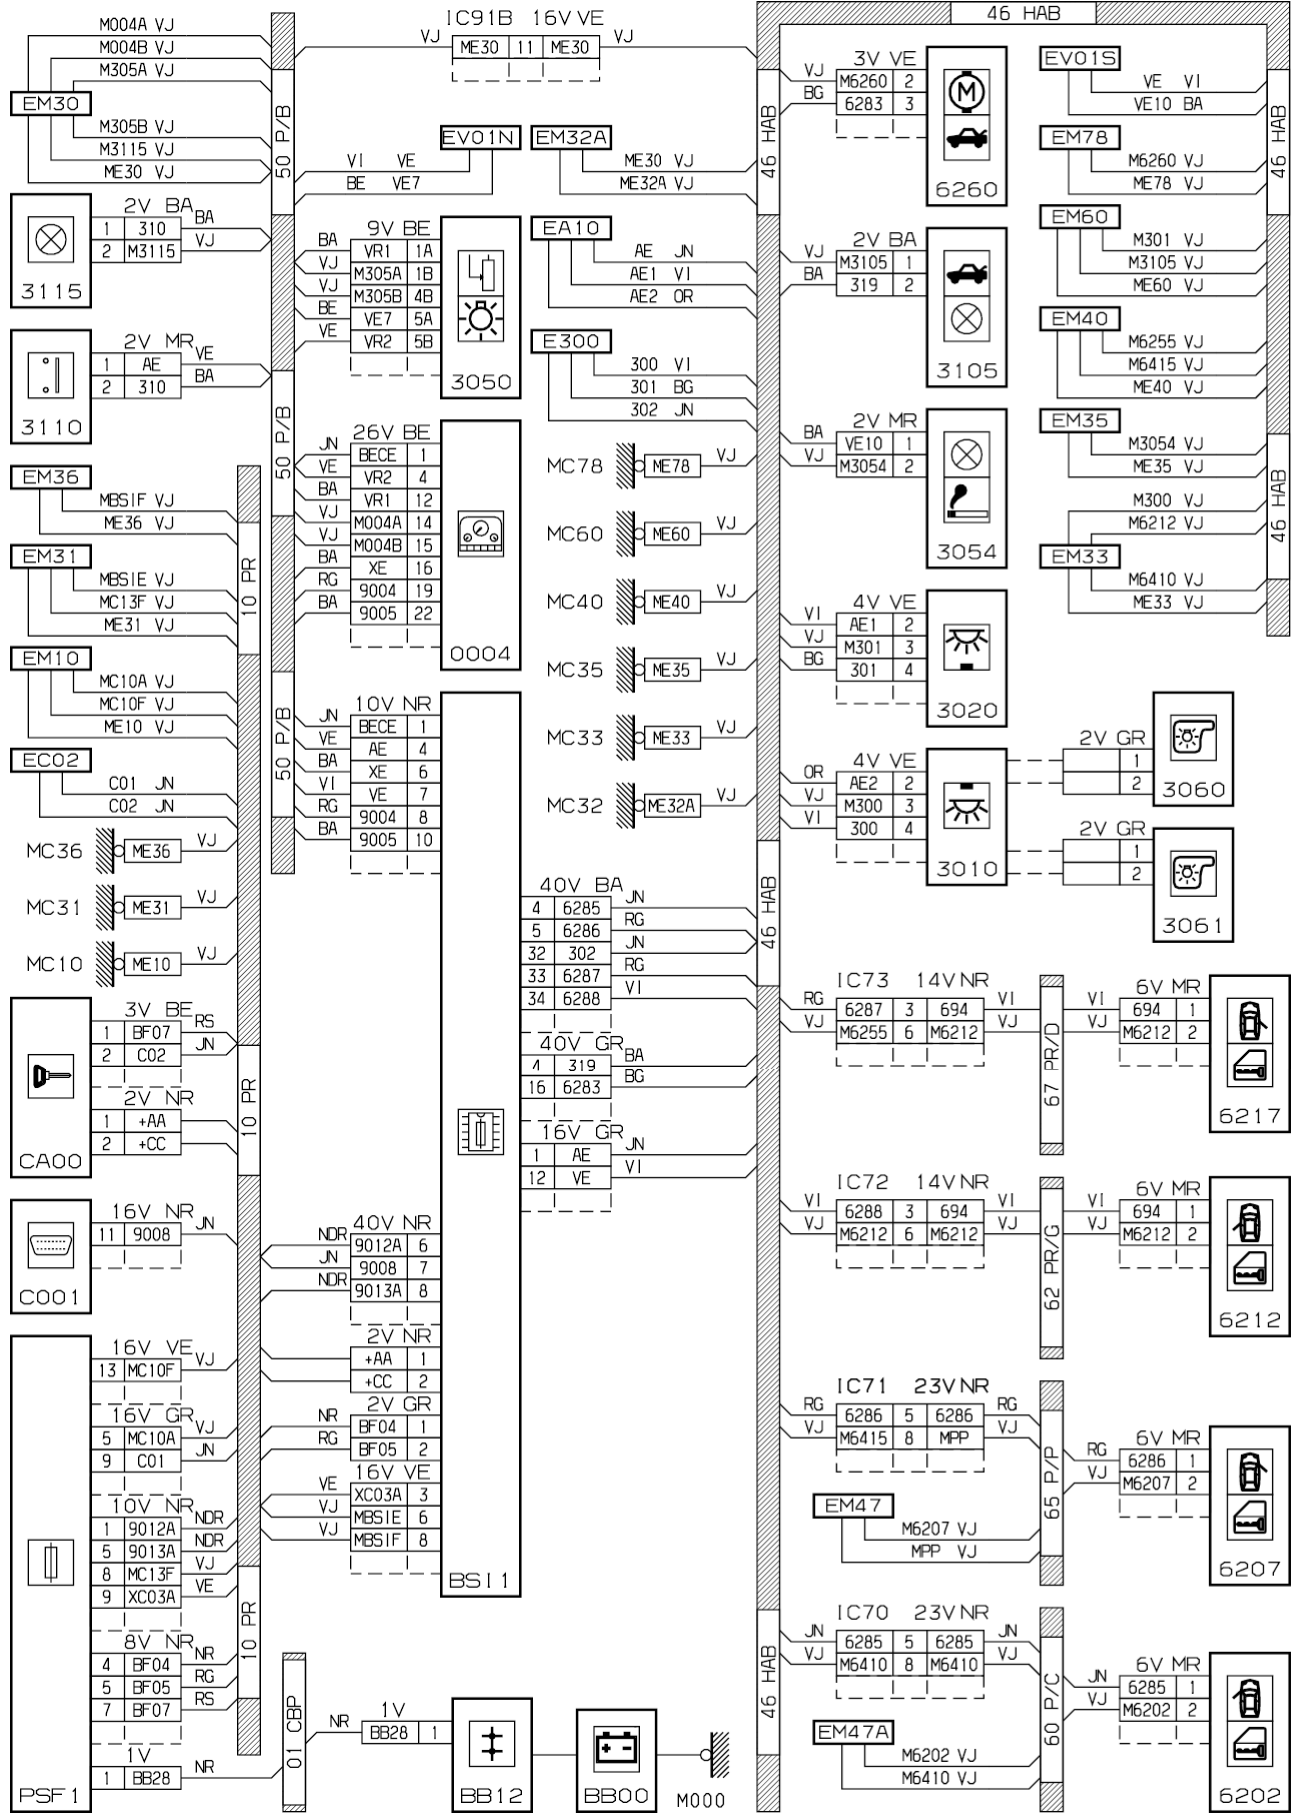 M004A VJ
M004B VJ
M305A VJ
EM30
M305B VJ
M3115 VJ
ME30 VJ
2V BA
1 310 BA
2 M3115 VJ
3115
2V MR
1 AE VE
2 310 BA
3110
EM36
MBSIF VJ
ME36 VJ
EM31
MBSIE VJ
MC13F VJ
ME31 VJ
EM10
MC10A VJ
MC10F VJ
ME10 VJ
EC02
C01 JN
C02 JN
MC36 ME36 VJ
MC31 ME31 VJ
MC10 ME10 VJ
3V BE
1 BF07 RS
2 C02 JN
2V NR
1 +AA
2 +CC
CA00
16V NR
11 9008 JN
C001
16V VE
13 MC10F VJ
16V GR
5 MC10A VJ
9 C01 JN
10V NR
1 9012A NDR
5 9013A NDR
8 MC13F VJ
9 XC03A VE
8V NR
4 BF04 NR
5 BF05 RG
7 BF07 RS
1V
1 BB28 NR
PSF1
10 PR
10 PR
10 PR
50 P/B
50 P/B
50 P/B
01 CBP
IC91B 16V VE
VJ ME30 11 ME30 VJ
EV01N
VI VE
BE VE7
9V BE
BA VR1 1A
VJ M305A 1B
VJ M305B 4B
BE VE7 5A
VE VR2 5B
3050
26V BE
JN BECE 1
VE VR2 4
BA VR1 12
VJ M004A 14
VJ M004B 15
BA XE 16
RG 9004 19
BA 9005 22
0004
10V NR
JN BECE 1
VE AE 4
BA XE 6
VI VE 7
RG 9004 8
BA 9005 10
40V BA
4 6285 JN
5 6286 RG
32 302 JN
33 6287 RG
34 6288 VI
40V GR
4 319 BA
16 6283 BG
16V GR
1 AE JN
12 VE VI
40V NR
NDR 9012A 6
JN 9008 7
NDR 9013A 8
2V NR
+AA 1
+CC 2
2V GR
NR BF04 1
RG BF05 2
16V VE
VE XC03A 3
VJ MBSIE 6
VJ MBSIF 8
BSI1
1V
NR BB28 1
BB12
BB00
M000
EM32A
ME30 VJ
ME32A VJ
EA10
AE JN
AE1 VI
AE2 OR
E300
300 VI
301 BG
302 JN
MC78 ME78 VJ
MC60 ME60 VJ
MC40 ME40 VJ
MC35 ME35 VJ
MC33 ME33 VJ
MC32 ME32A VJ
46 HAB
46 HAB
46 HAB
46 HAB
46 HAB
46 HAB
3V VE
VJ M6260 2
BG 6283 3
6260
2V BA
VJ M3105 1
BA 319 2
3105
2V MR
BA VE10 1
VJ M3054 2
3054
4V VE
VI AE1 2
VJ M301 3
BG 301 4
3020
4V VE
OR AE2 2
VJ M300 3
VI 300 4
3010
EV01S
VE VI
VE10 BA
EM78
M6260 VJ
ME78 VJ
EM60
M301 VJ
M3105 VJ
ME60 VJ
EM40
M6255 VJ
M6415 VJ
ME40 VJ
EM35
M3054 VJ
ME35 VJ
M300 VJ
M6212 VJ
EM33
M6410 VJ
ME33 VJ
2V GR
1
2
3060
2V GR
1
2
3061
IC73 14V NR
RG 6287 3 694 VI
VJ M6255 6 M6212 VJ
67 PR/D
6V MR
VI 694 1
VJ M6212 2
6217
IC72 14V NR
VI 6288 3 694 VI
VJ M6212 6 M6212 VJ
62 PR/G
6V MR
VI 694 1
VJ M6212 2
6212
IC71 23V NR
RG 6286 5 6286 RG
VJ M6415 8 MPP VJ
EM47
M6207 VJ
MPP VJ
65 P/P
6V MR
RG 6286 1
VJ M6207 2
6207
IC70 23V NR
JN 6285 5 6285 JN
VJ M6410 8 M6410 VJ
EM47A
M6202 VJ
M6410 VJ
60 P/C
6V MR
JN 6285 1
VJ M6202 2
6202